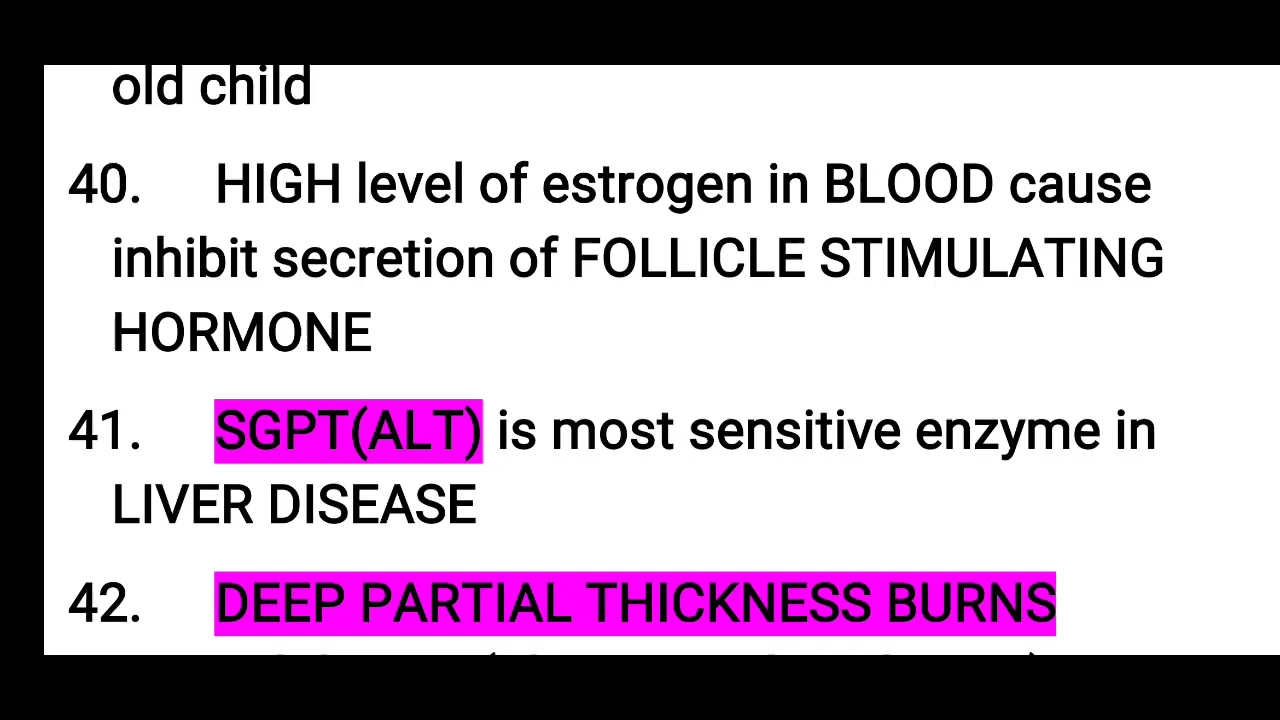 old child
40. HIGH level of estrogen in BLOOD cause
inhibit secretion of FOLLICLE STIMULATING
HORMONE
41. SGPT(ALT) is most sensitive enzyme in
LIVER DISEASE
42. DEEP PARTIAL THICKNESS BURNS